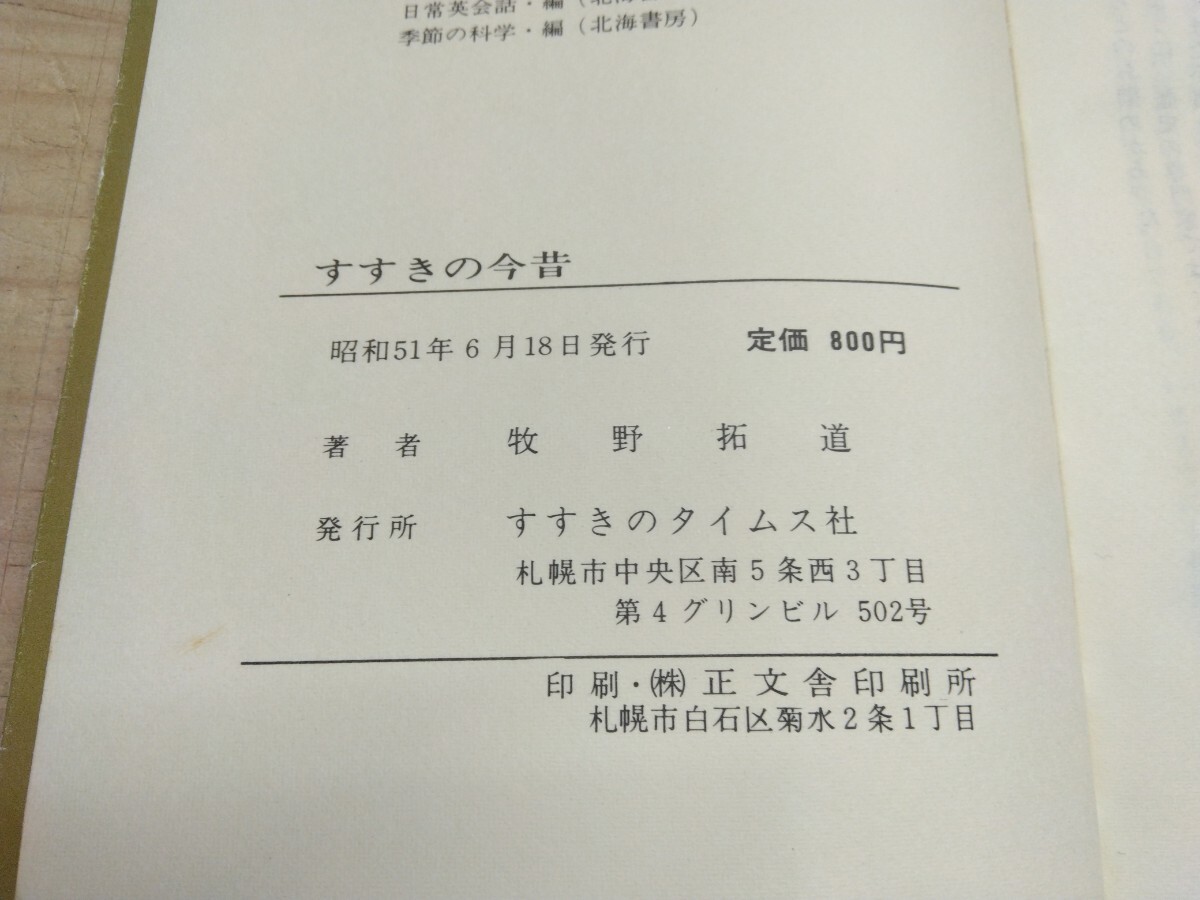 日常英会話・編（北海
季節の科学・編（北海書房）
すすきの今昔
昭和51年6月18日発行 定価 800円
著者 牧野拓道
発行所 すすきのタイムス社
札幌市中央区南5条西3丁目
第4グリンビル 502号
印刷・㈱正文舎印刷所
札幌市白石区菊水2条1丁目